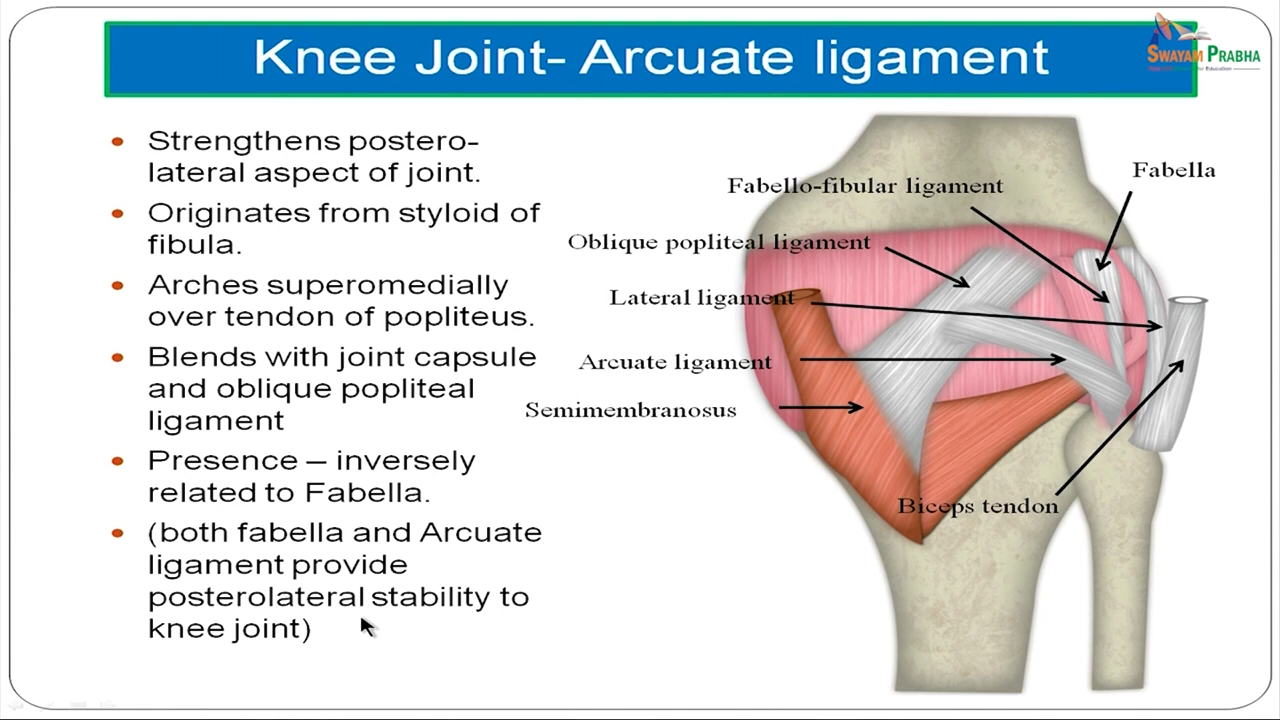 Knee Joint- Arcuate ligament
SWAYAM PRABHA
Strengthens postero-
lateral aspect of joint.
Originates from styloid of
fibula.
Arches superomedially
over tendon of popliteus.
Blends with joint capsule
and oblique popliteal
ligament
Presence – inversely
related to Fabella.
(both fabella and Arcuate
ligament provide
posterolateral stability to
knee joint)
Fabella
Fabello-fibular ligament
Oblique popliteal ligament
Lateral ligament
Arcuate ligament
Semimembranosus
Biceps tendon